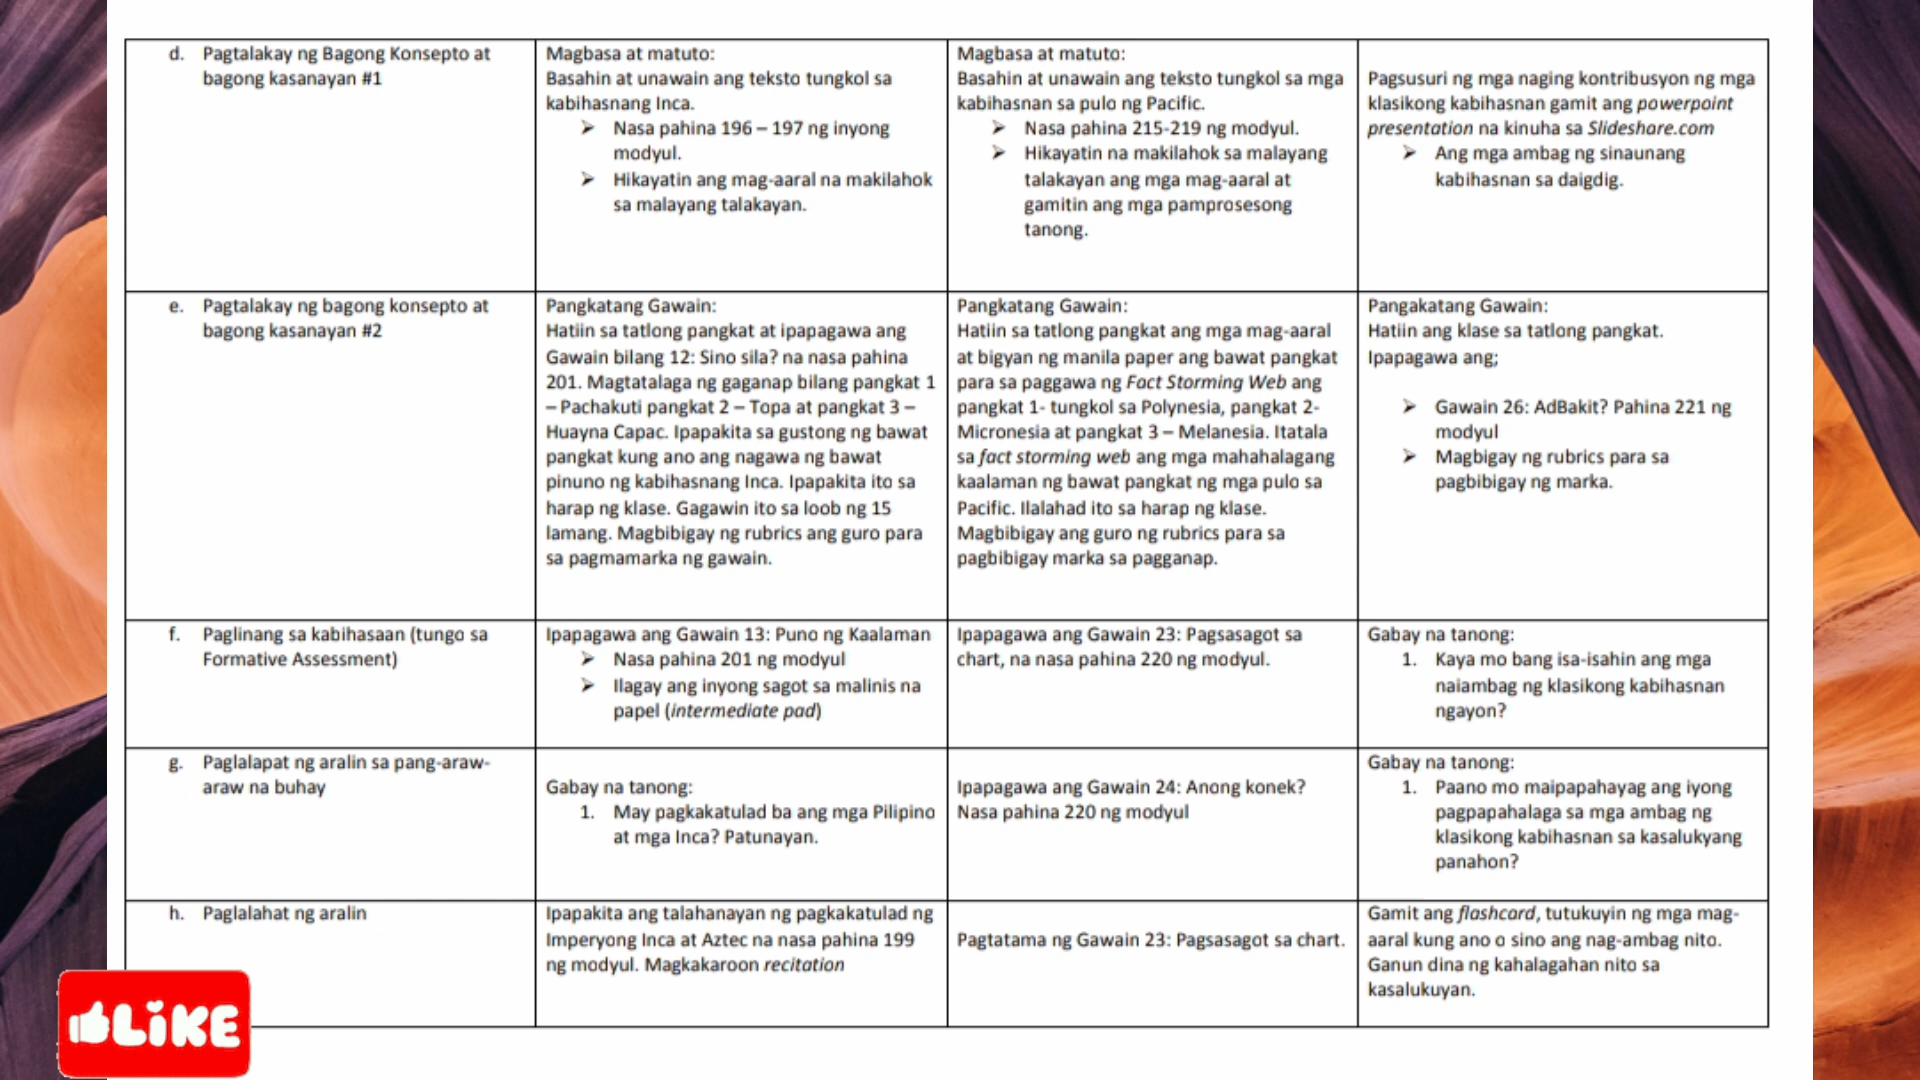 d. Pagtalakay ng Bagong Konsepto at
bagong kasanayan #1
Magbasa at matuto:
Basahin at unawain ang teksto tungkol sa
kabihasnang Inca.
➢ Nasa pahina 196 – 197 ng inyong
modyul.
➢ Hikayatin ang mag-aaral na makilahok
sa malayang talakayan.
Magbasa at matuto:
Basahin at unawain ang teksto tungkol sa mga
kabihasnan sa pulo ng Pacific.
➢ Nasa pahina 215-219 ng modyul.
➢ Hikayatin na makilahok sa malayang
talakayan ang mga mag-aaral at
gamitin ang mga pamprosesong
tanong.
Pagsusuri ng mga naging kontribusyon ng mga
klasikong kabihasnan gamit ang powerpoint
presentation na kinuha sa Slideshare.com
➢ Ang mga ambag ng sinaunang
kabihasnan sa daigdig.
e. Pagtalakay ng bagong konsepto at
bagong kasanayan #2
Pangkatang Gawain:
Hatiin sa tatlong pangkat at ipapagawa ang
Gawain bilang 12: Sino sila? na nasa pahina
201. Magtatalaga ng gaganap bilang pangkat 1
– Pachakuti pangkat 2 – Topa at pangkat 3 –
Huayna Capac. Ipapakita sa gustong ng bawat
pangkat kung ano ang nagawa ng bawat
pinuno ng kabihasnang Inca. Ipapakita ito sa
harap ng klase. Gagawin ito sa loob ng 15
lamang. Magbibigay ng rubrics ang guro para
sa pagmamarka ng gawain.
Pangkatang Gawain:
Hatiin sa tatlong pangkat ang mga mag-aaral
at bigyan ng manila paper ang bawat pangkat
para sa paggawa ng Fact Storming Web ang
pangkat 1- tungkol sa Polynesia, pangkat 2-
Micronesia at pangkat 3 – Melanesia. Itatala
sa fact storming web ang mga mahahalagang
kaalaman ng bawat pangkat ng mga pulo sa
Pacific. Ilalahad ito sa harap ng klase.
Magbibigay ang guro ng rubrics para sa
pagbibigay marka sa pagganap.
Pangakatang Gawain:
Hatiin ang klase sa tatlong pangkat.
Ipapagawa ang;
➢ Gawain 26: AdBakit? Pahina 221 ng
modyul
➢ Magbigay ng rubrics para sa
pagbibigay ng marka.
f. Paglinang sa kabihasaan (tungo sa
Formative Assessment)
Ipapagawa ang Gawain 13: Puno ng Kaalaman
➢ Nasa pahina 201 ng modyul
➢ Ilagay ang inyong sagot sa malinis na
papel (intermediate pad)
Ipapagawa ang Gawain 23: Pagsasagot sa
chart, na nasa pahina 220 ng modyul.
Gabay na tanong:
1. Kaya mo bang isa-isahin ang mga
naiambag ng klasikong kabihasnan
ngayon?
g. Paglalapat ng aralin sa pang-araw-
araw na buhay
Gabay na tanong:
1. May pagkakatulad ba ang mga Pilipino
at mga Inca? Patunayan.
Ipapagawa ang Gawain 24: Anong konek?
Nasa pahina 220 ng modyul
Gabay na tanong:
1. Paano mo maipapahayag ang iyong
pagpapahalaga sa mga ambag ng
klasikong kabihasnan sa kasalukyang
panahon?
h. Paglalahat ng aralin
Ipapakita ang talahanayan ng pagkakatulad ng
Imperyong Inca at Aztec na nasa pahina 199
ng modyul. Magkakaroon recitation
Pagtatama ng Gawain 23: Pagsasagot sa chart.
Gamit ang flashcard, tutukuyin ng mga mag-
aaral kung ano o sino ang nag-ambag nito.
Ganun dina ng kahalagahan nito sa
kasalukuyan.
LiKE